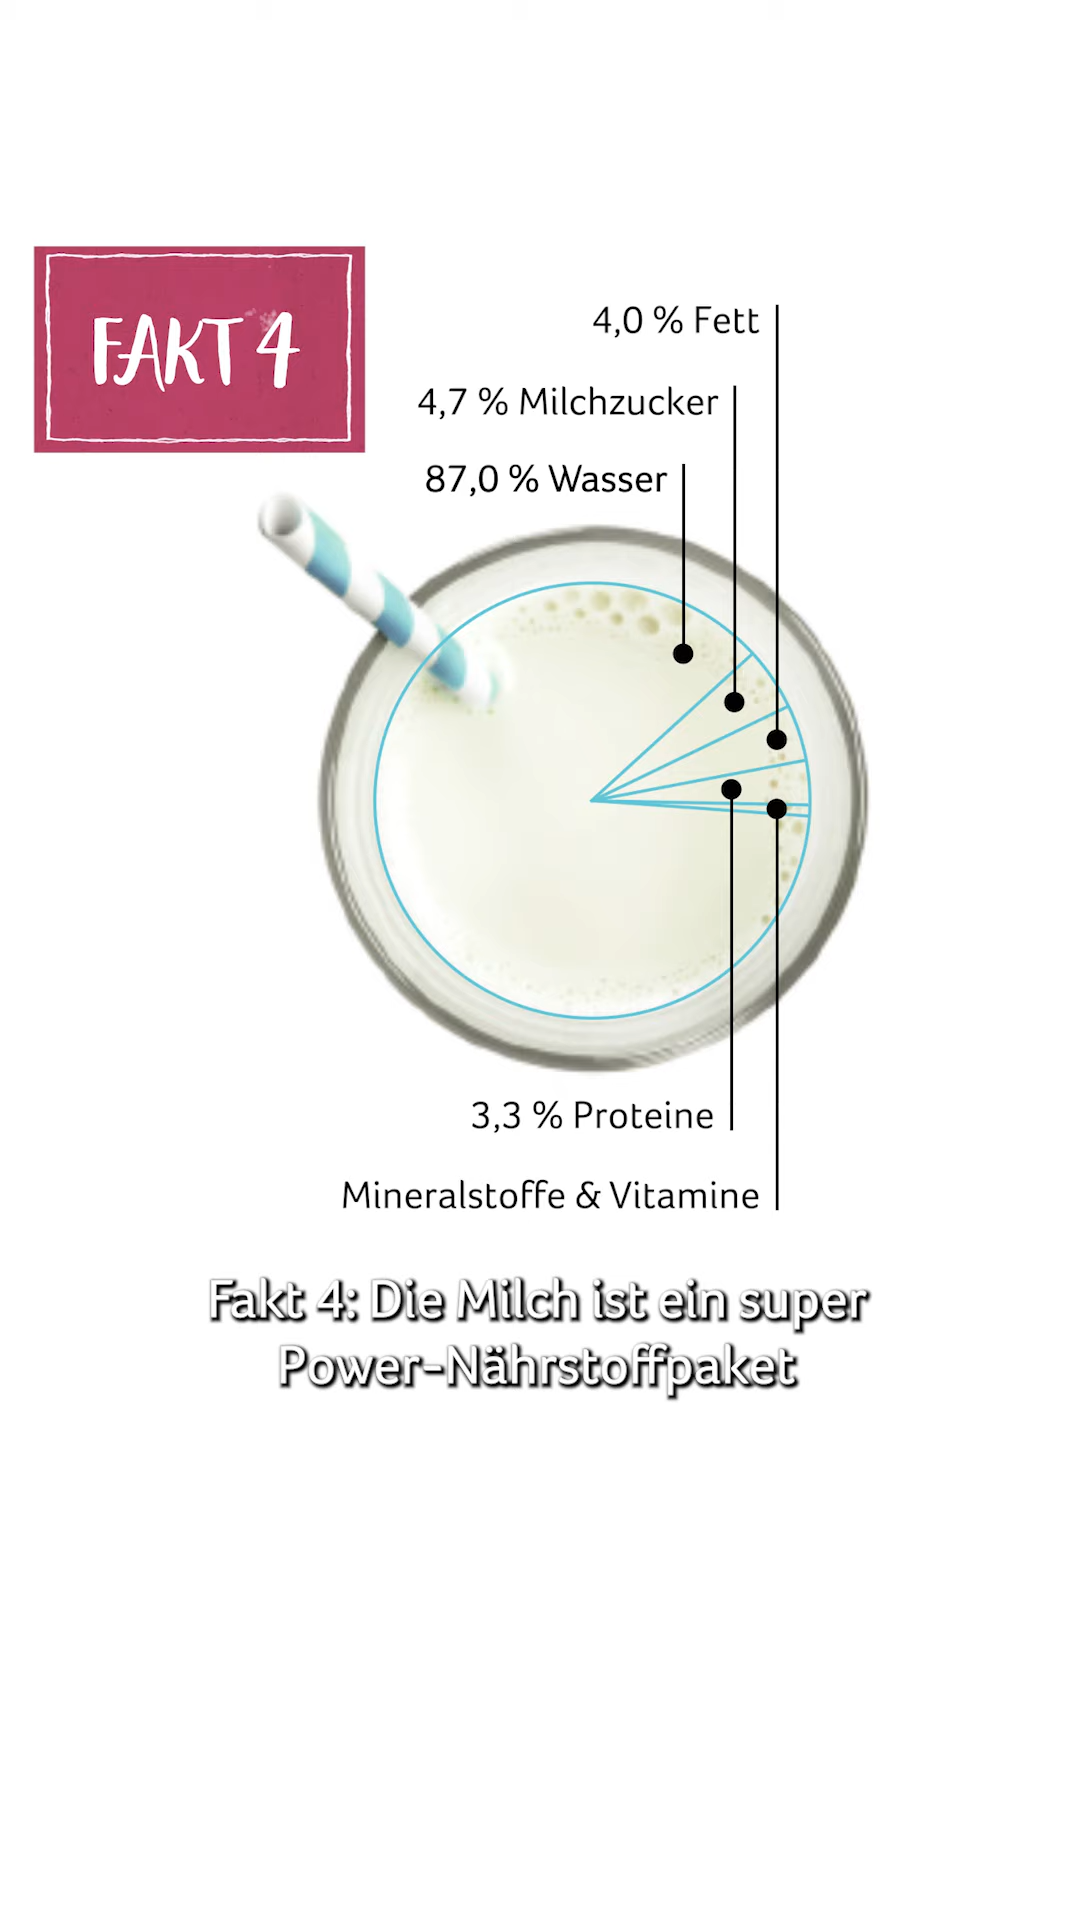 FAKT 4
4,0 % Fett
4,7 % Milchzucker
87,0 % Wasser
3,3 % Proteine
Mineralstoffe & Vitamine
Fakt 4: Die Milch ist ein super
Power-Nährstoffpaket